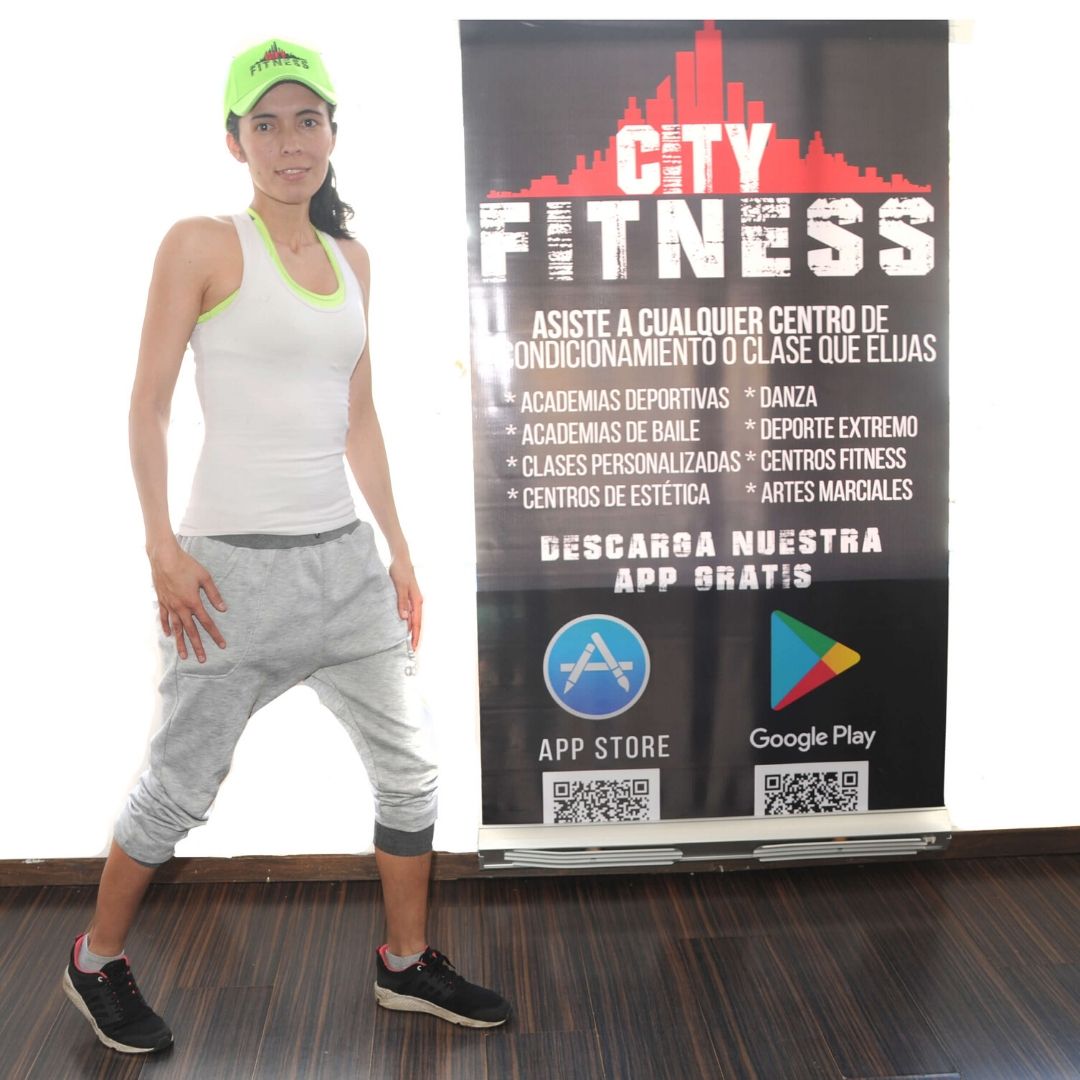 FITNESS
CITY
FITNESS
ASISTE A CUALQUIER CENTRO DE
CONDICIONAMIENTO O CLASE QUE ELIJAS
* ACADEMIAS DEPORTIVAS * DANZA
* ACADEMIAS DE BAILE * DEPORTE EXTREMO
* CLASES PERSONALIZADAS * CENTROS FITNESS
* CENTROS DE ESTÉTICA * ARTES MARCIALES
DESCARGA NUESTRA
APP GRATIS
APP STORE
Google Play